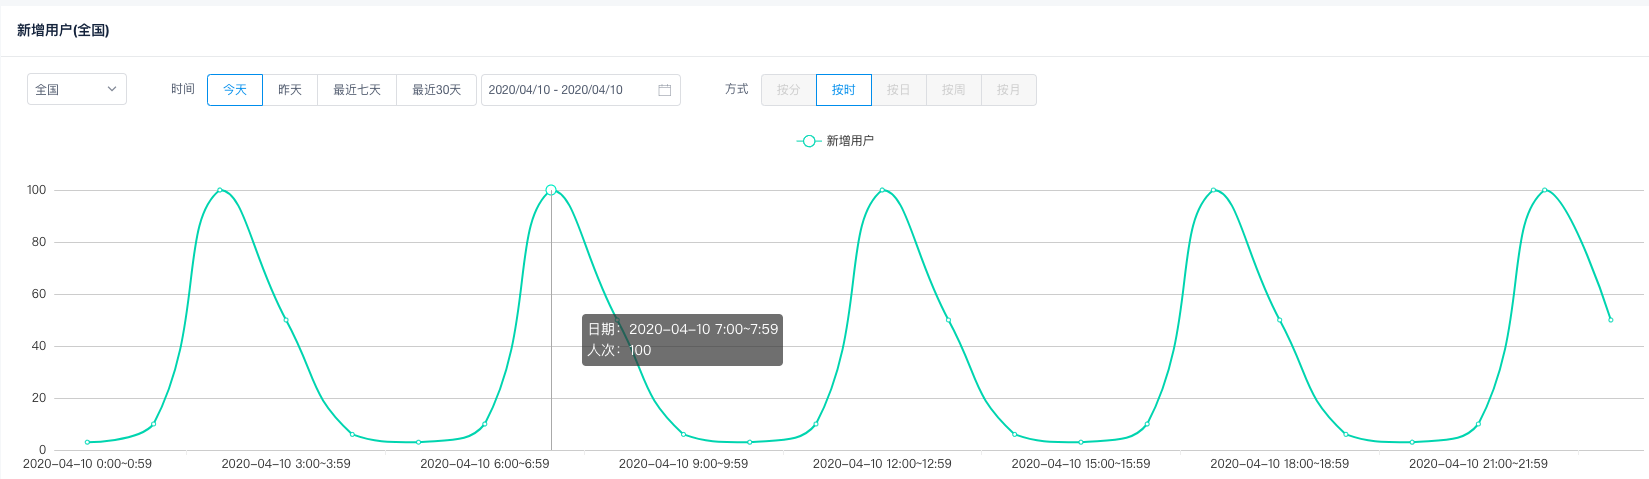 新增用户(全国)
全国 时间 今天 昨天 最近七天 最近30天 2020/04/10 - 2020/04/10 方式 按分 按时 按日 按周 按月
新增用户
100
80
60
日期：2020-04-10 7:00~7:59
人次：100
40
20
0
2020-04-10 0:00~0:59 2020-04-10 3:00~3:59 2020-04-10 6:00~6:59 2020-04-10 9:00~9:59 2020-04-10 12:00~12:59 2020-04-10 15:00~15:59 2020-04-10 18:00~18:59 2020-04-10 21:00~21:59